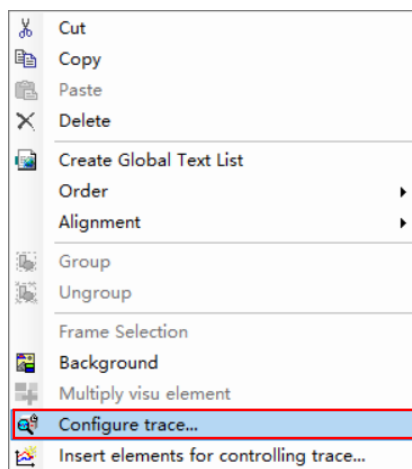 Cut
Copy
Paste
Delete
Create Global Text List
Order
Alignment
Group
Ungroup
Frame Selection
Background
Multiply visu element
Configure trace...
Insert elements for controlling trace...